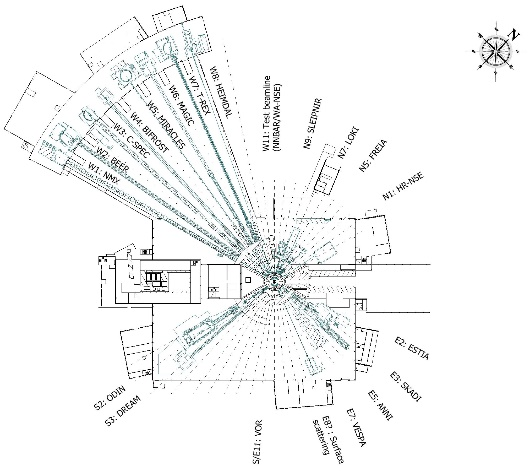 N
W8: HEIMDAL
W7: T-REX
W6: MAGIC
W5: MIRACLES
W4: BIFROST
W3: C-SPEC
W2: BEER
W1: NMX
W11: Test beamline
(NNBAR/WA-NSE)
N9: SLEIPNIR
N7: LOKI
N5: FREIA
N1: HR-NSE
E2: ESTIA
E3: SKADI
E5: ANNI
E7: VESPA
E8?: Surface
scattering
S/E11: VOR
S3: DREAM
S2: ODIN